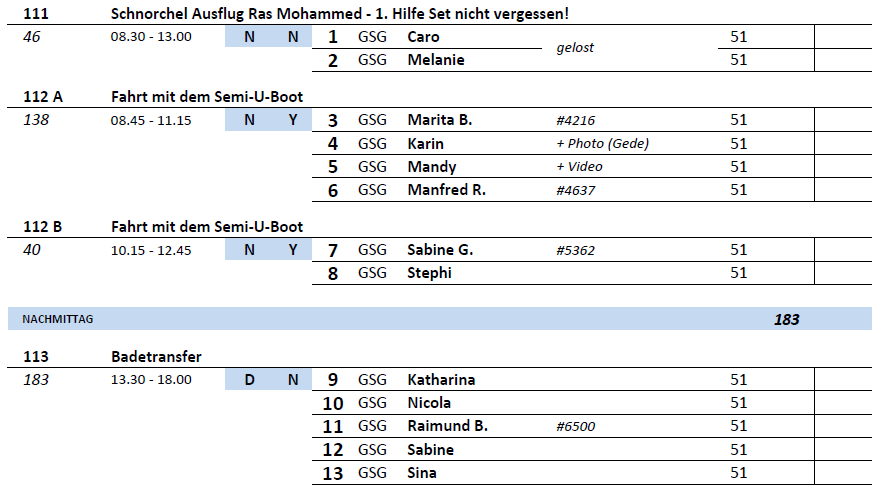 111 Schnorchel Ausflug Ras Mohammed - 1. Hilfe Set nicht vergessen!
46 08.30 - 13.00 N N 1 GSG Caro gelost 51
2 GSG Melanie 51
112 A Fahrt mit dem Semi-U-Boot
138 08.45 - 11.15 N Y 3 GSG Marita B. #4216 51
4 GSG Karin + Photo (Gede) 51
5 GSG Mandy + Video 51
6 GSG Manfred R. #4637 51
112 B Fahrt mit dem Semi-U-Boot
40 10.15 - 12.45 N Y 7 GSG Sabine G. #5362 51
8 GSG Stephi 51
NACHMITTAG 183
113 Badetransfer
183 13.30 - 18.00 D N 9 GSG Katharina 51
10 GSG Nicola 51
11 GSG Raimund B. #6500 51
12 GSG Sabine 51
13 GSG Sina 51